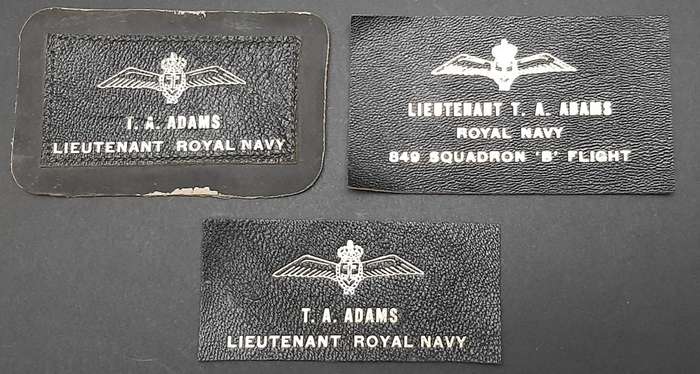 T. A. ADAMS
LIEUTENANT ROYAL NAVY
LIEUTENANT T. A. ADAMS
ROYAL NAVY
849 SQUADRON 'B' FLIGHT
T. A. ADAMS
LIEUTENANT ROYAL NAVY